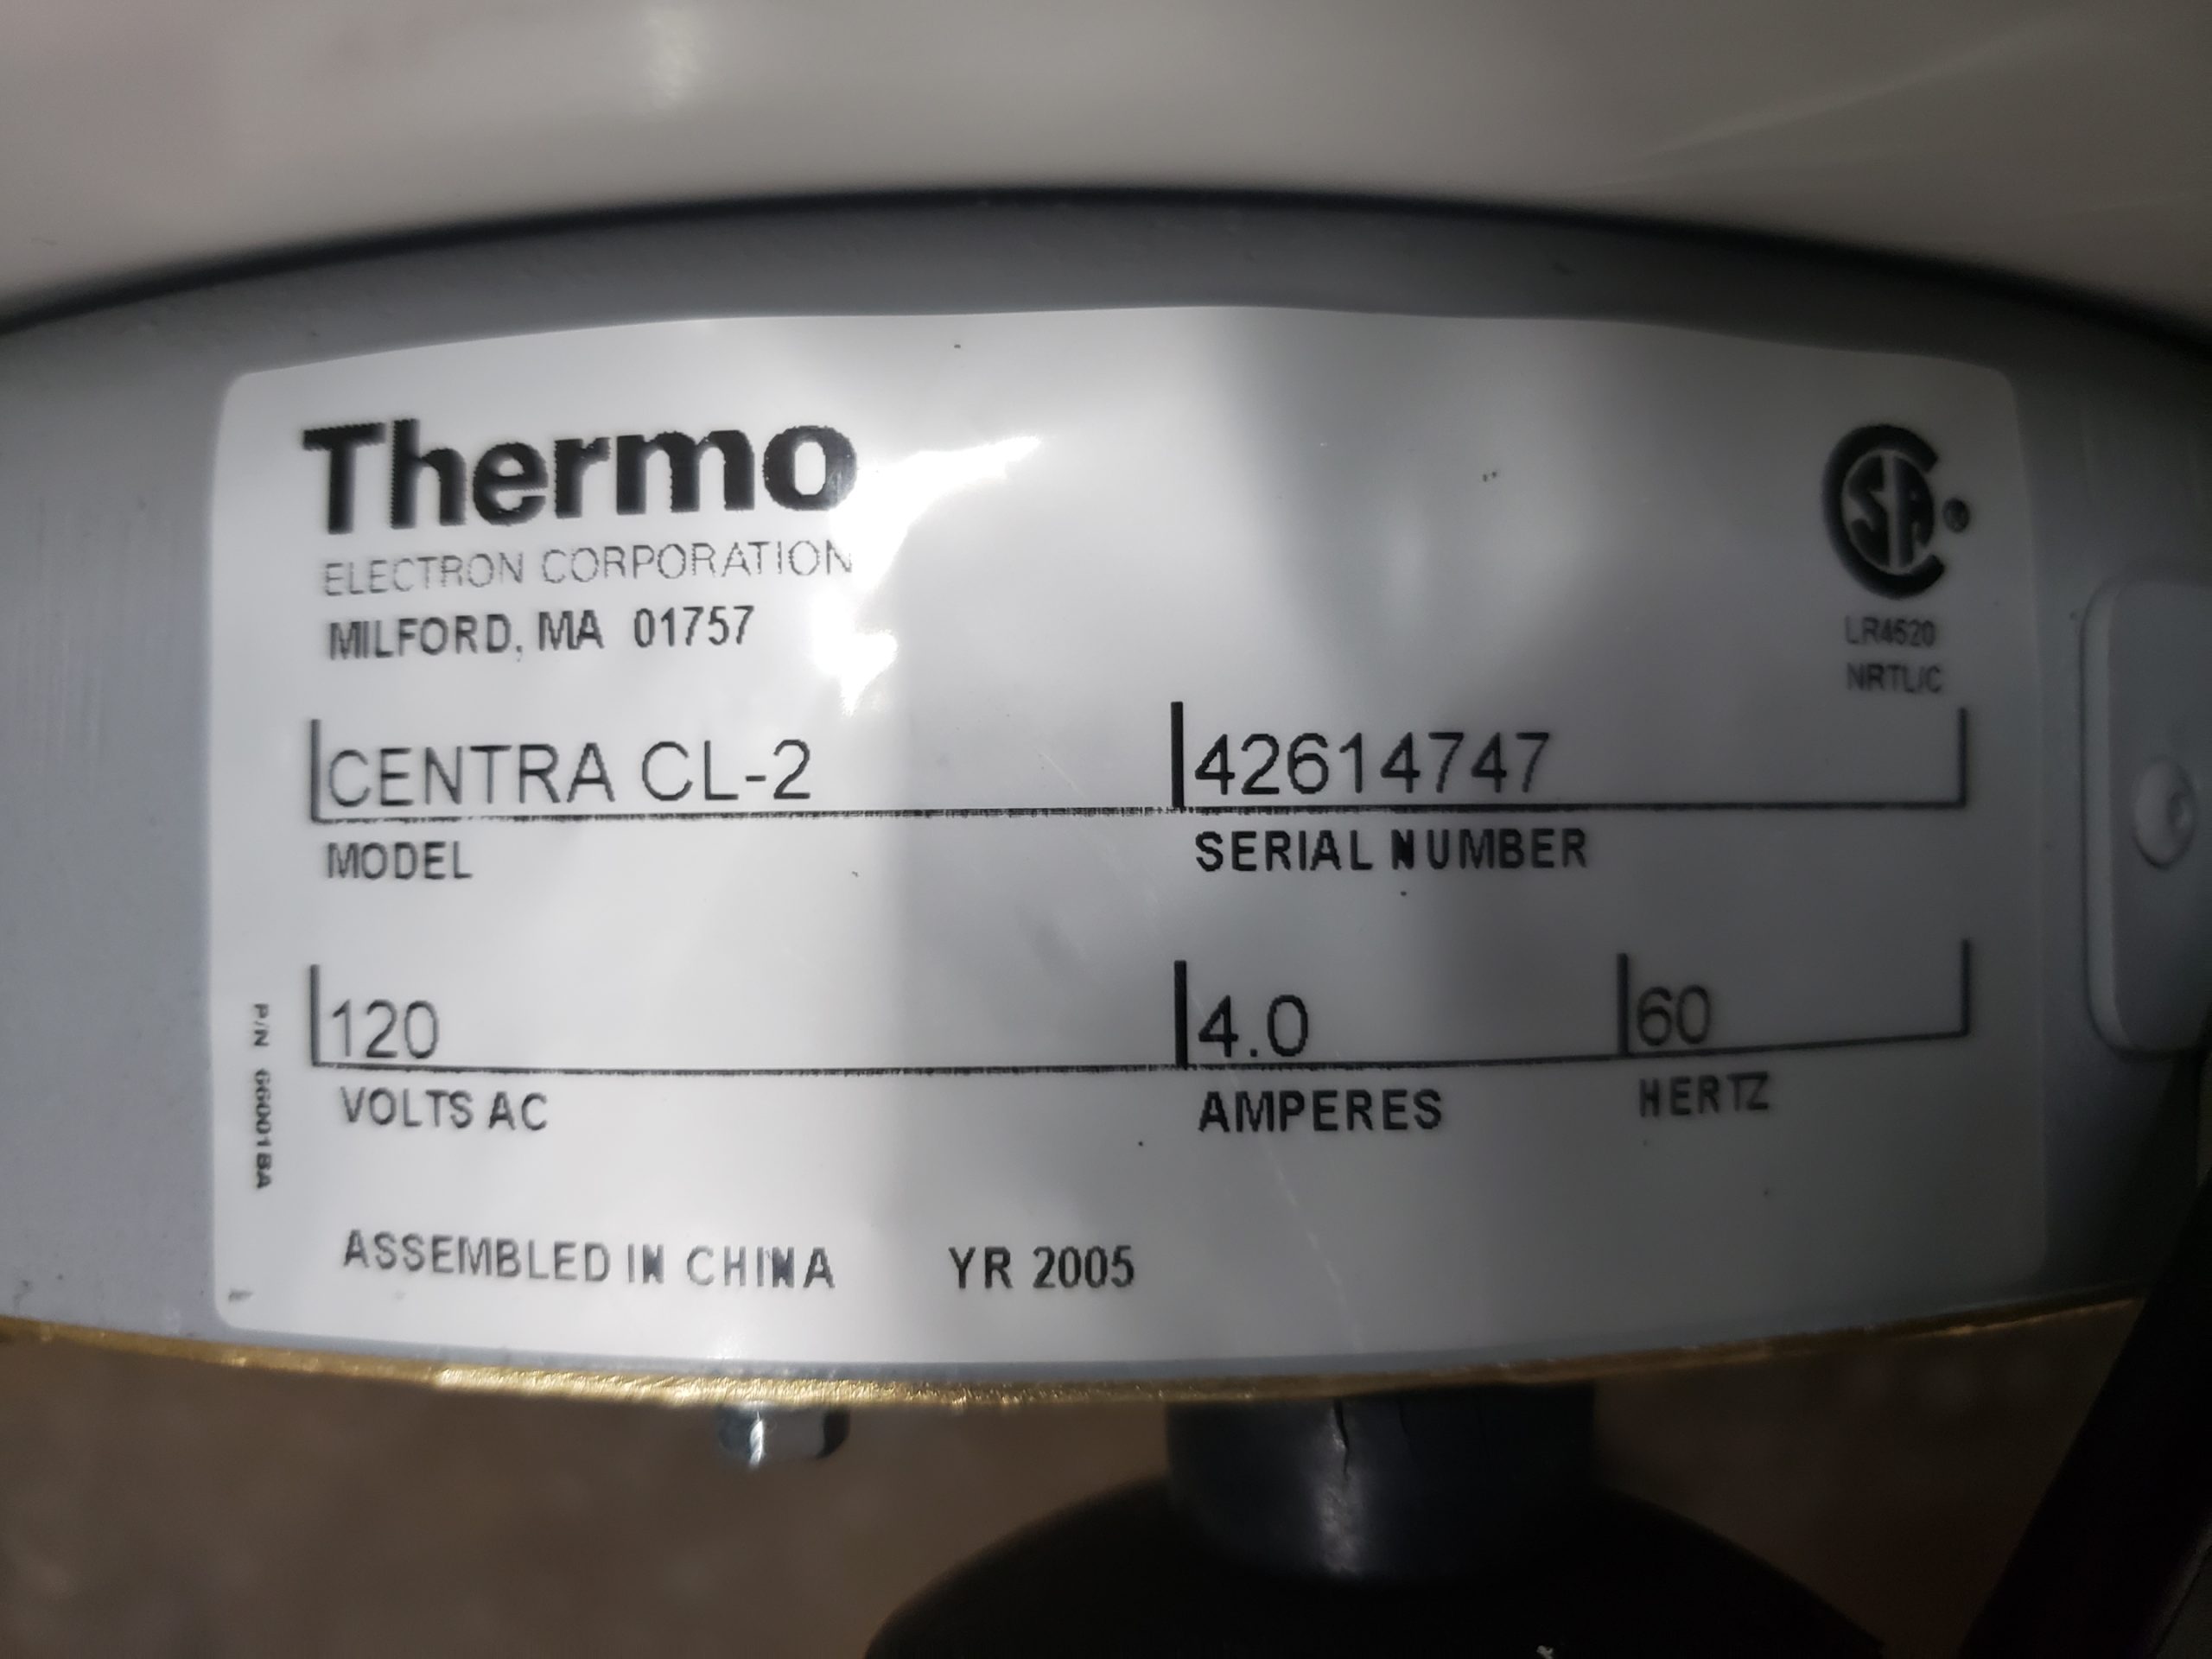 Thermo
ELECTRON CORPORATION
MILFORD, MA 01757
SA
®
LR4520
NRTL/C
CENTRA CL-2
42614747
MODEL
SERIAL NUMBER
120
4.0
60
VOLTS AC
AMPERES
HERTZ
ASSEMBLED IN CHINA YR 2005
P/N